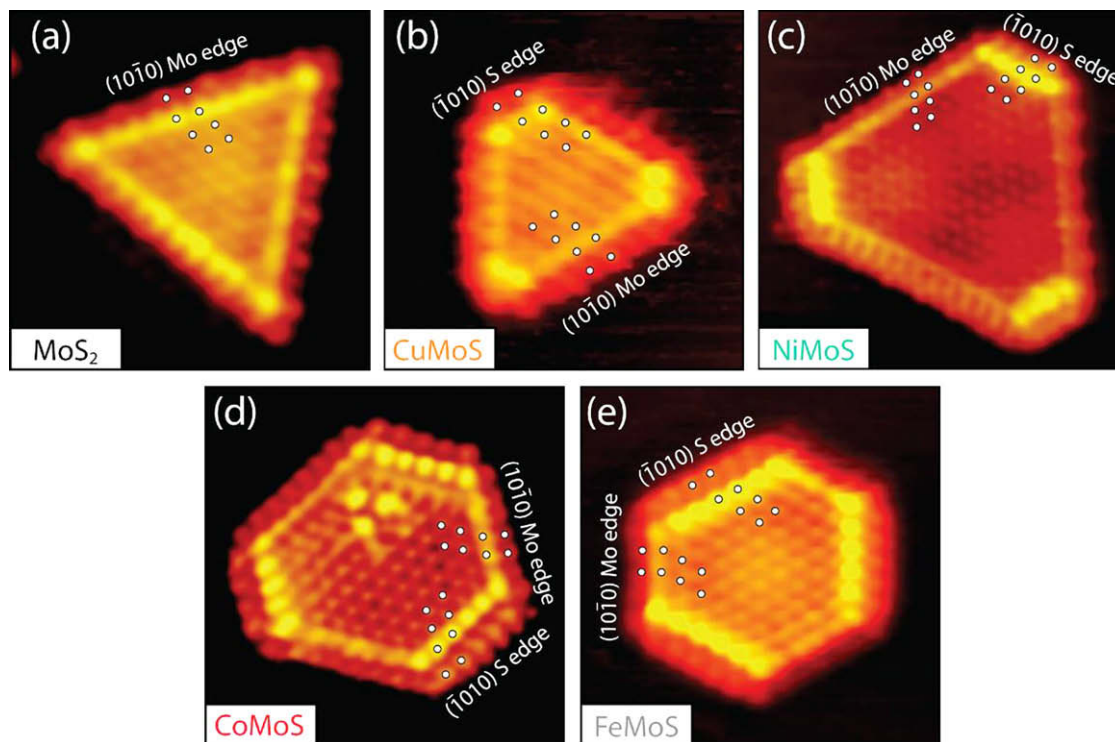 (a)
(101̄0) Mo edge
MoS₂
(b)
(1̄010) S edge
(101̄0) Mo edge
CuMoS
(c)
(101̄0) Mo edge
(1̄010) S edge
NiMoS
(d)
(101̄0) Mo edge
(1̄010) S edge
CoMoS
(e)
(1̄010) S edge
(101̄0) Mo edge
FeMoS